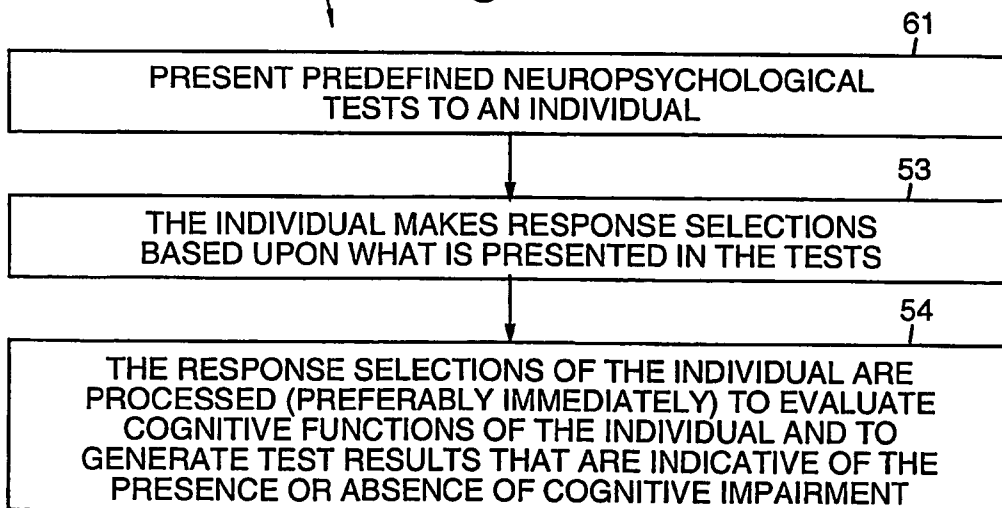 61
PRESENT PREDEFINED NEUROPSYCHOLOGICAL
TESTS TO AN INDIVIDUAL
53
THE INDIVIDUAL MAKES RESPONSE SELECTIONS
BASED UPON WHAT IS PRESENTED IN THE TESTS
54
THE RESPONSE SELECTIONS OF THE INDIVIDUAL ARE
PROCESSED (PREFERABLY IMMEDIATELY) TO EVALUATE
COGNITIVE FUNCTIONS OF THE INDIVIDUAL AND TO
GENERATE TEST RESULTS THAT ARE INDICATIVE OF THE
PRESENCE OR ABSENCE OF COGNITIVE IMPAIRMENT